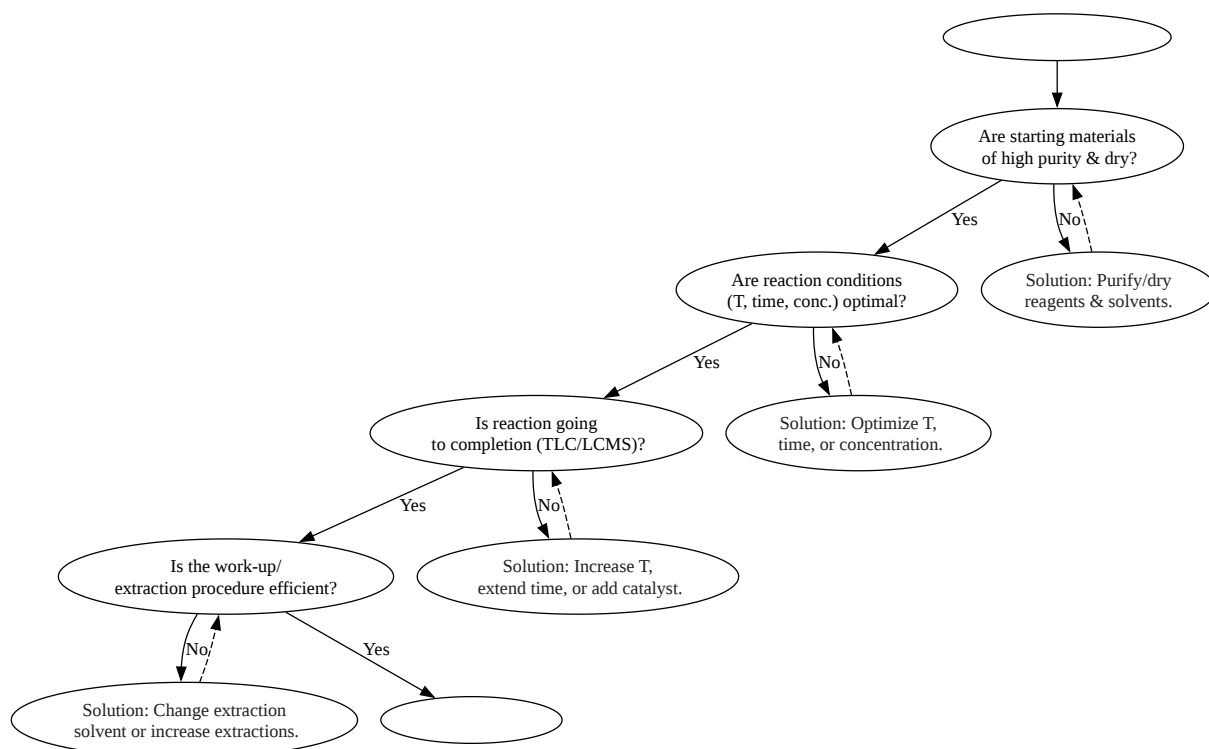 Are starting materials
of high purity & dry?
Yes
No
Are reaction conditions
(T, time, conc.) optimal?
Solution: Purify/dry
reagents & solvents.
Yes
No
Is reaction going
to completion (TLC/LCMS)?
Solution: Optimize T,
time, or concentration.
Yes
No
Is the work-up/
extraction procedure efficient?
Solution: Increase T,
extend time, or add catalyst.
No
Yes
Solution: Change extraction
solvent or increase extractions.